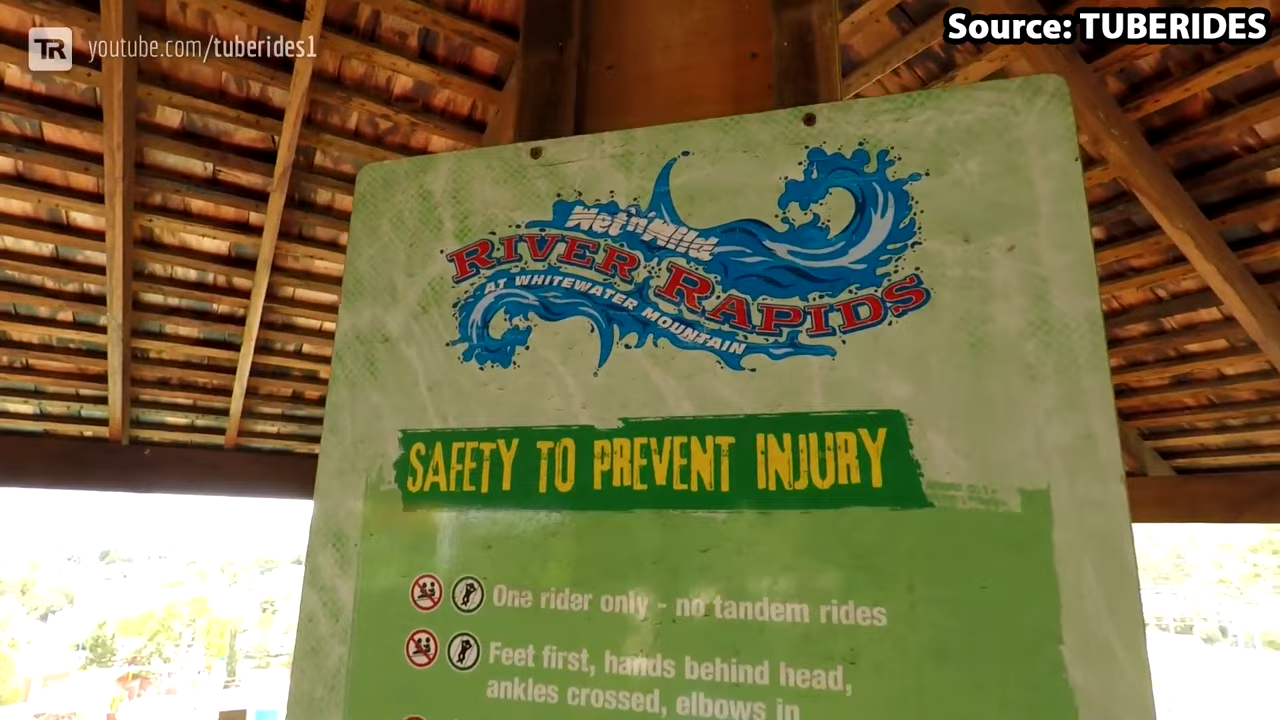 Source: TUBERIDES
TR youtube.com/tuberides1
Wet'n'Wild
RIVER RAPIDS
AT WHITEWATER MOUNTAIN
SAFETY TO PREVENT INJURY
One rider only - no tandem rides
Feet first, hands behind head,
ankles crossed, elbows in